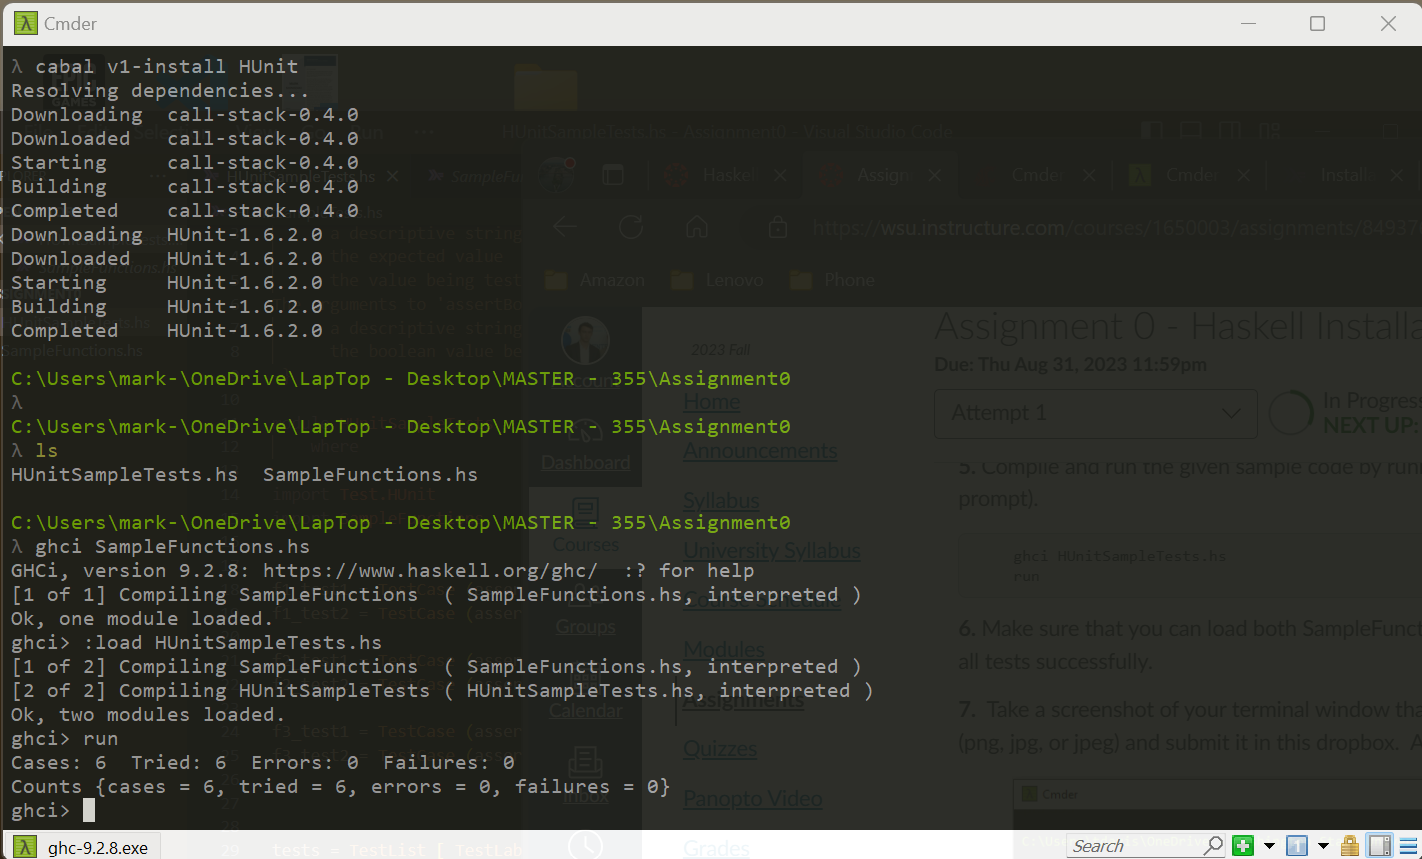 Cmder
λ cabal v1-install HUnit
Resolving dependencies...
Downloading  call-stack-0.4.0
Downloaded   call-stack-0.4.0
Starting     call-stack-0.4.0
Building     call-stack-0.4.0
Completed    call-stack-0.4.0
Downloading  HUnit-1.6.2.0
Downloaded   HUnit-1.6.2.0
Starting     HUnit-1.6.2.0
Building     HUnit-1.6.2.0
Completed    HUnit-1.6.2.0
C:\Users\mark-\OneDrive\LapTop - Desktop\MASTER - 355\Assignment0
λ
C:\Users\mark-\OneDrive\LapTop - Desktop\MASTER - 355\Assignment0
λ ls
HUnitSampleTests.hs  SampleFunctions.hs
C:\Users\mark-\OneDrive\LapTop - Desktop\MASTER - 355\Assignment0
λ ghci SampleFunctions.hs
GHCi, version 9.2.8: https://www.haskell.org/ghc/  :? for help
[1 of 1] Compiling SampleFunctions  ( SampleFunctions.hs, interpreted )
Ok, one module loaded.
ghci> :load HUnitSampleTests.hs
[1 of 2] Compiling SampleFunctions  ( SampleFunctions.hs, interpreted )
[2 of 2] Compiling HUnitSampleTests ( HUnitSampleTests.hs, interpreted )
Ok, two modules loaded.
ghci> run
Cases: 6  Tried: 6  Errors: 0  Failures: 0
Counts {cases = 6, tried = 6, errors = 0, failures = 0}
ghci>
HUnitSampleTests.hs - Assignment0 - Visual Studio Code
HUnitSampleTests.hs
Cmder
Cmder
https://wsu.instructure.com/courses/1650003/assignments/84937
Amazon
Lenovo
Phone
2023 Fall
Home
Announcements
Syllabus
University Syllabus
Course Schedule
Modules
Assignments
Quizzes
Panopto Video
Grades
Dashboard
Courses
Groups
Calendar
Inbox
Assignment 0 - Haskell Installa
Due: Thu Aug 31, 2023 11:59pm
Attempt 1
In Progress
NEXT UP:
5. Compile and run the given sample code by run
prompt).
ghci HUnitSampleTests.hs
run
6. Make sure that you can load both SampleFunct
all tests successfully.
7. Take a screenshot of your terminal window tha
(png, jpg, or jpeg) and submit it in this dropbox. A
Cmder
ghc-9.2.8.exe
Search
1